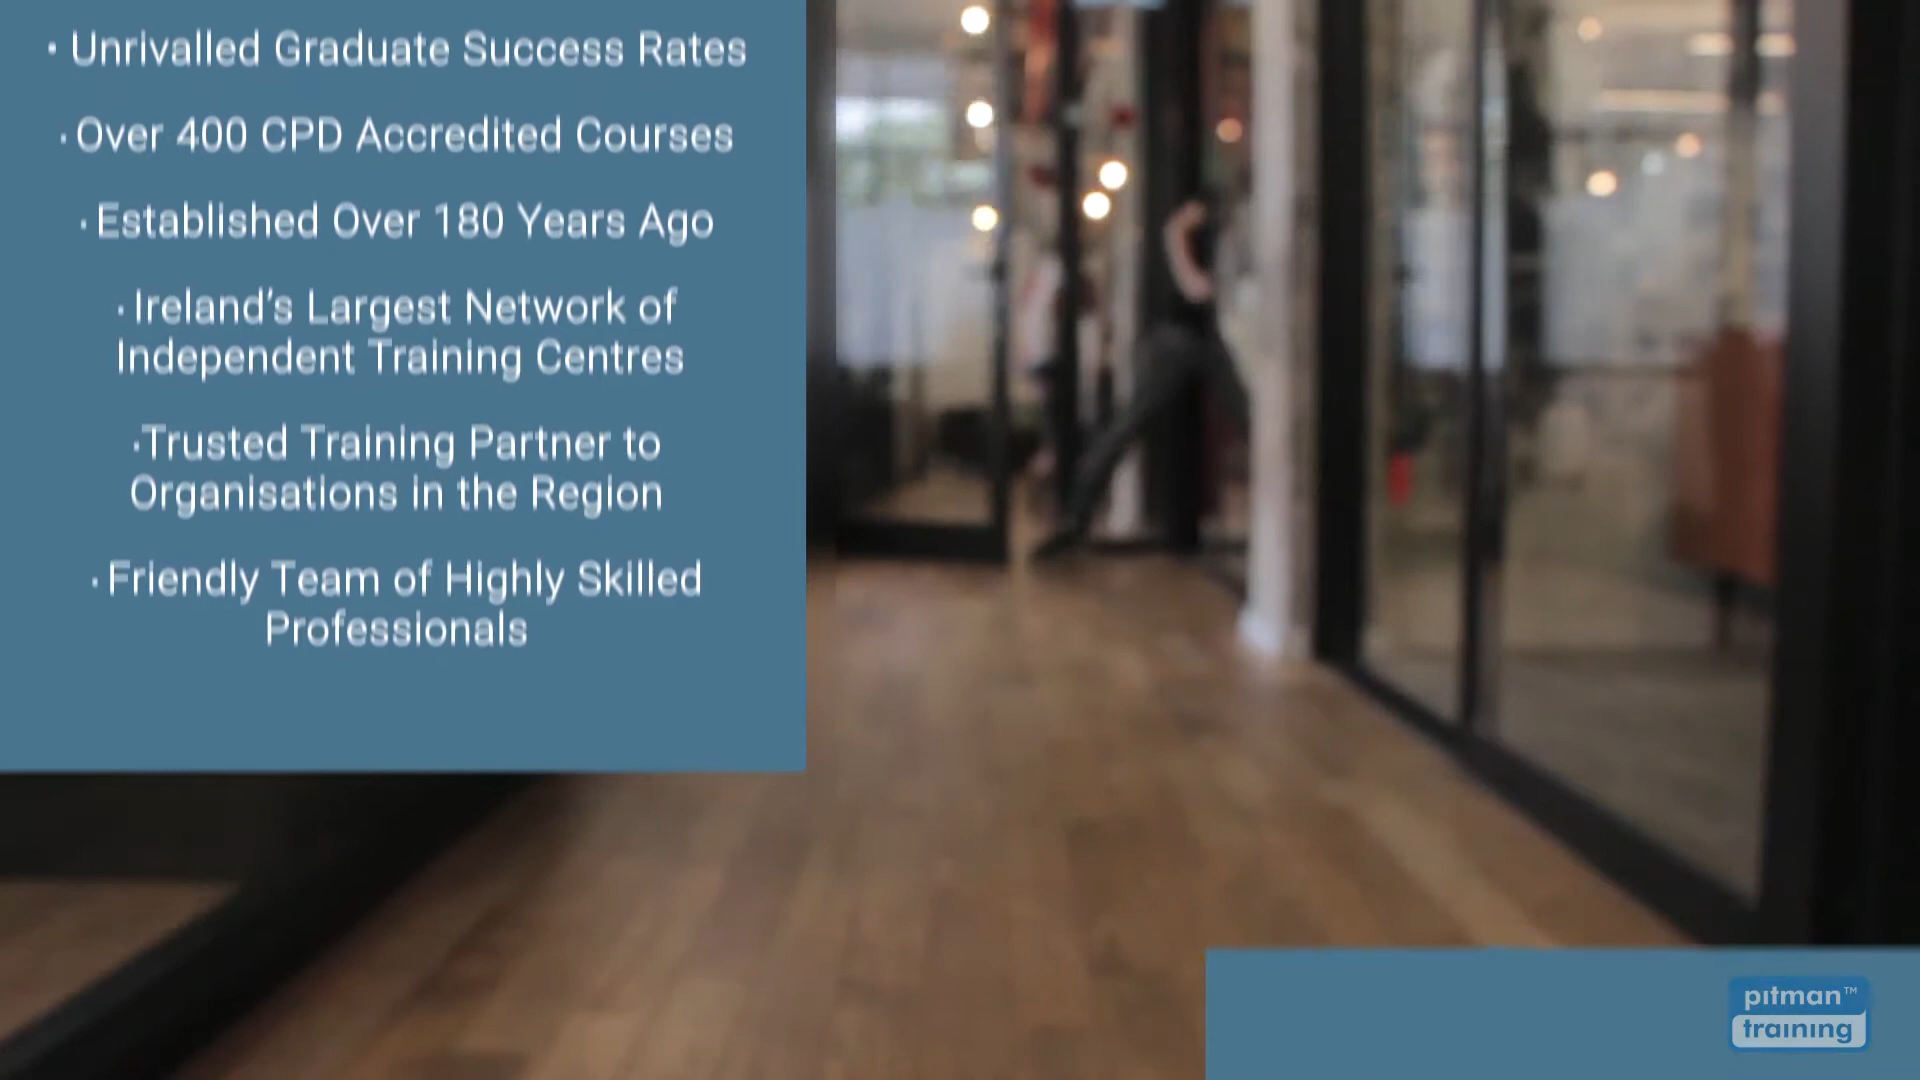 · Unrivalled Graduate Success Rates
· Over 400 CPD Accredited Courses
· Established Over 180 Years Ago
· Ireland's Largest Network of
Independent Training Centres
·Trusted Training Partner to
Organisations in the Region
· Friendly Team of Highly Skilled
Professionals
pitman™
training